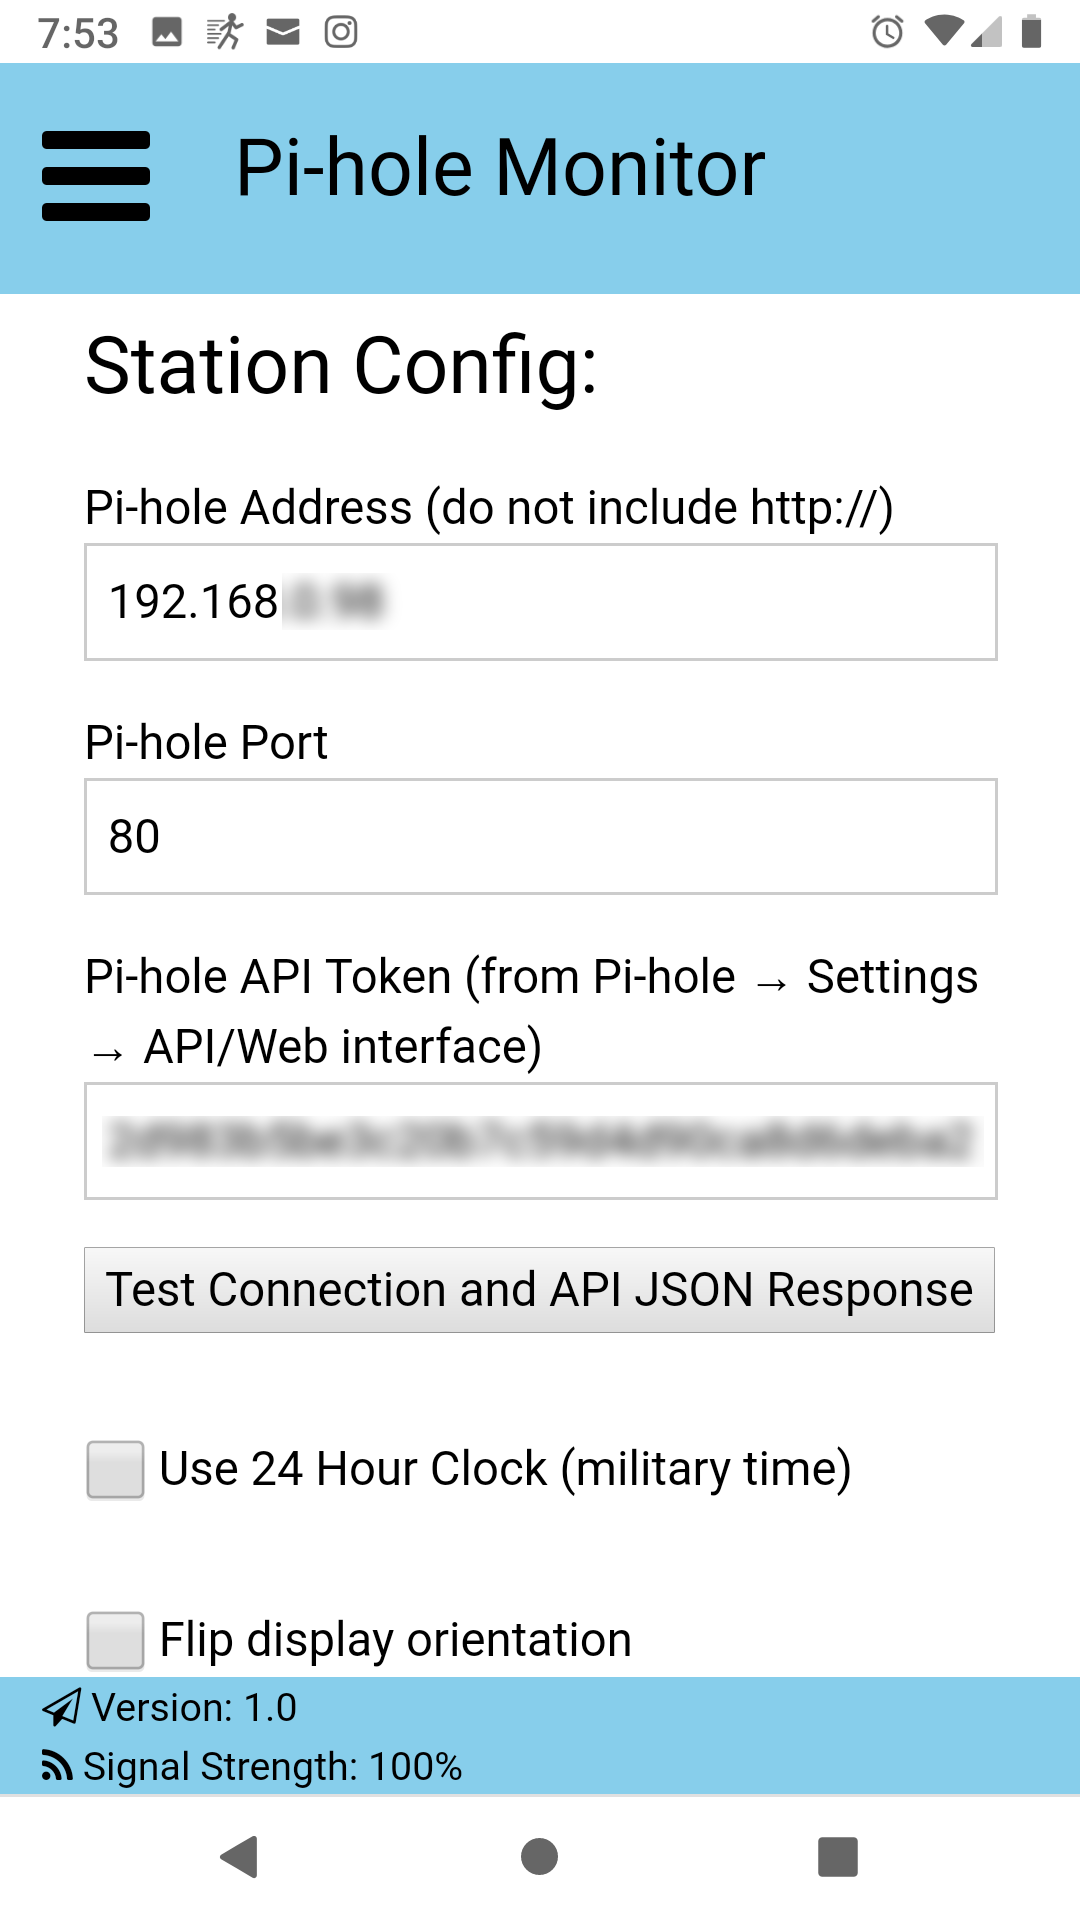 7:53
Pi-hole Monitor
Station Config:
Pi-hole Address (do not include http://)
192.168
Pi-hole Port
80
Pi-hole API Token (from Pi-hole → Settings
→ API/Web interface)
Test Connection and API JSON Response
Use 24 Hour Clock (military time)
Flip display orientation
Version: 1.0
Signal Strength: 100%